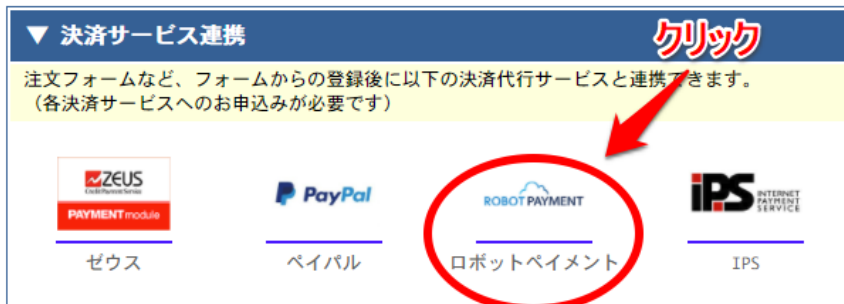 ▼ 決済サービス連携
クリック
注文フォームなど、フォームからの登録後に以下の決済代行サービスと連携できます。
（各決済サービスへのお申込みが必要です）
ZEUS
Credit Payment Service
PAYMENT module
PayPal
ROBOT PAYMENT
iPS INTERNET PAYMENT SERVICE
ゼウス
ペイパル
ロボットペイメント
IPS